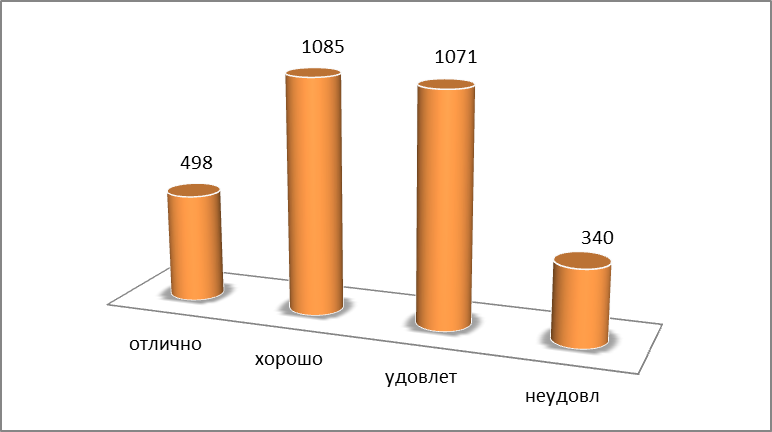 1085
1071
498
340
отлично
хорошо
удовлет
неудовл